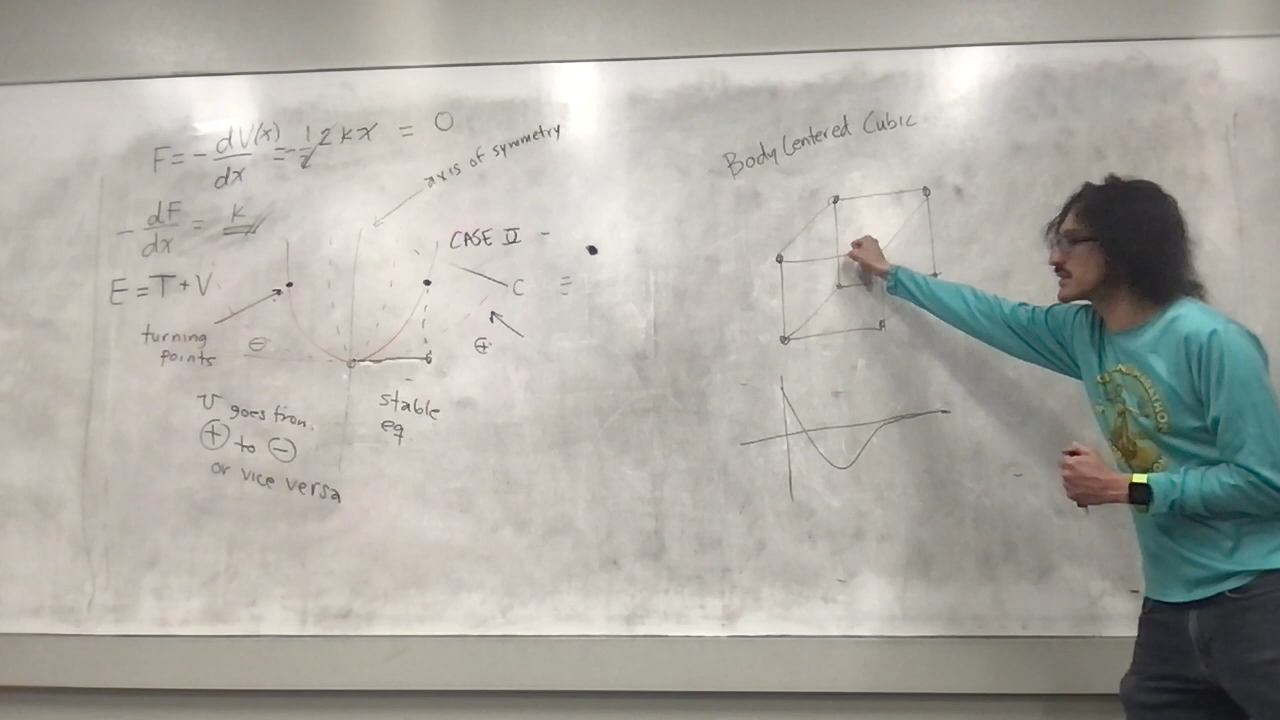 F = - dV(x)/dx = -1/2 2kx = 0
- dF/dx = k
E = T + V
axis of symmetry
CASE II -
C =
turning
points
⊖
⊕
stable
eq
v goes from
⊕ to ⊖
or vice versa
Body Centered Cubic